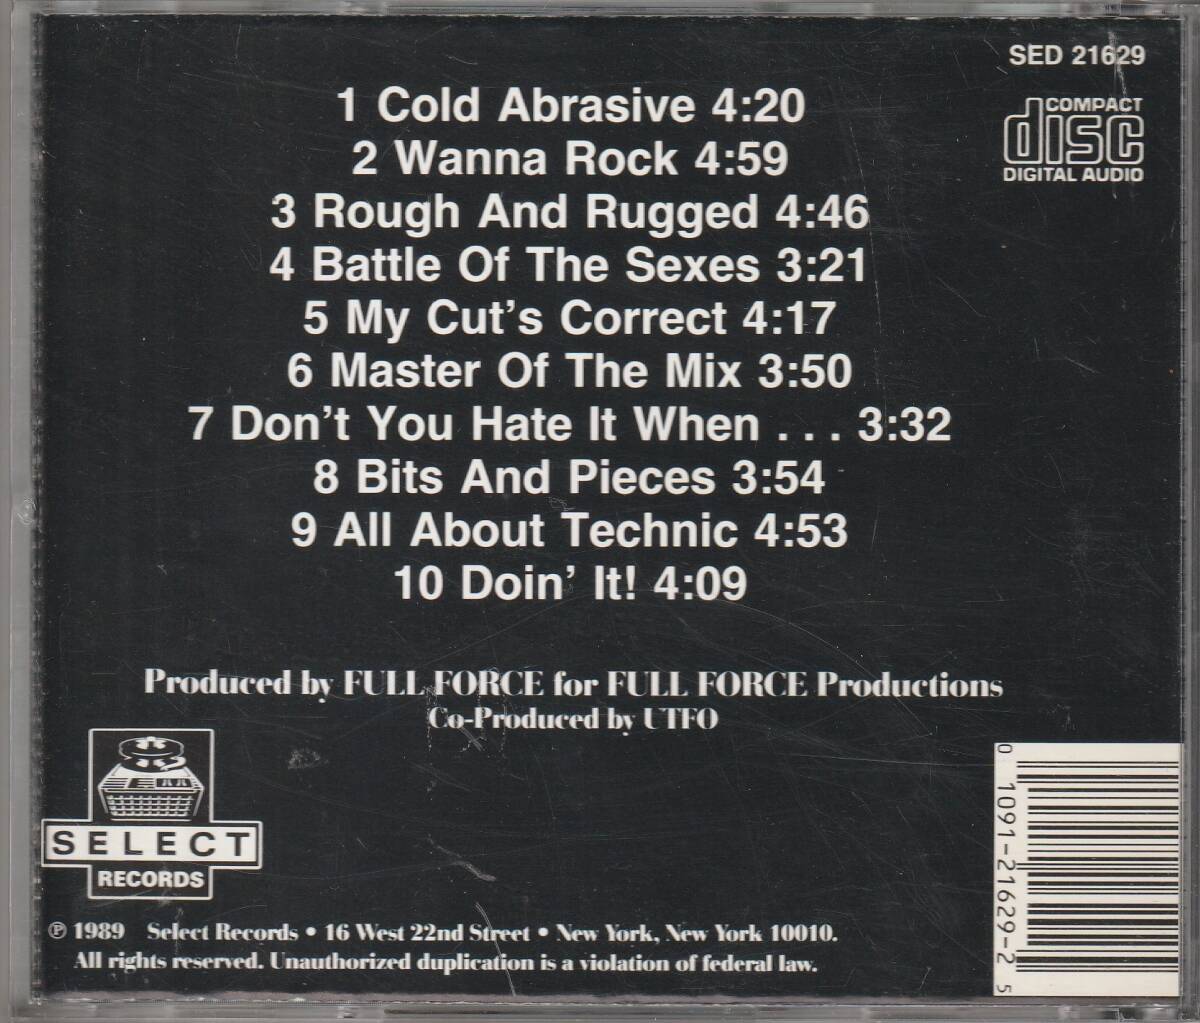 SED 21629
COMPACT
disc
DIGITAL AUDIO
1 Cold Abrasive 4:20
2 Wanna Rock 4:59
3 Rough And Rugged 4:46
4 Battle Of The Sexes 3:21
5 My Cut's Correct 4:17
6 Master Of The Mix 3:50
7 Don't You Hate It When . . . 3:32
8 Bits And Pieces 3:54
9 All About Technic 4:53
10 Doin' It! 4:09
Produced by FULL FORCE for FULL FORCE Productions
Co-Produced by UTFO
SELECT
RECORDS
0 1091-21629-2 5
℗ 1989 Select Records • 16 West 22nd Street • New York, New York 10010.
All rights reserved. Unauthorized duplication is a violation of federal law.